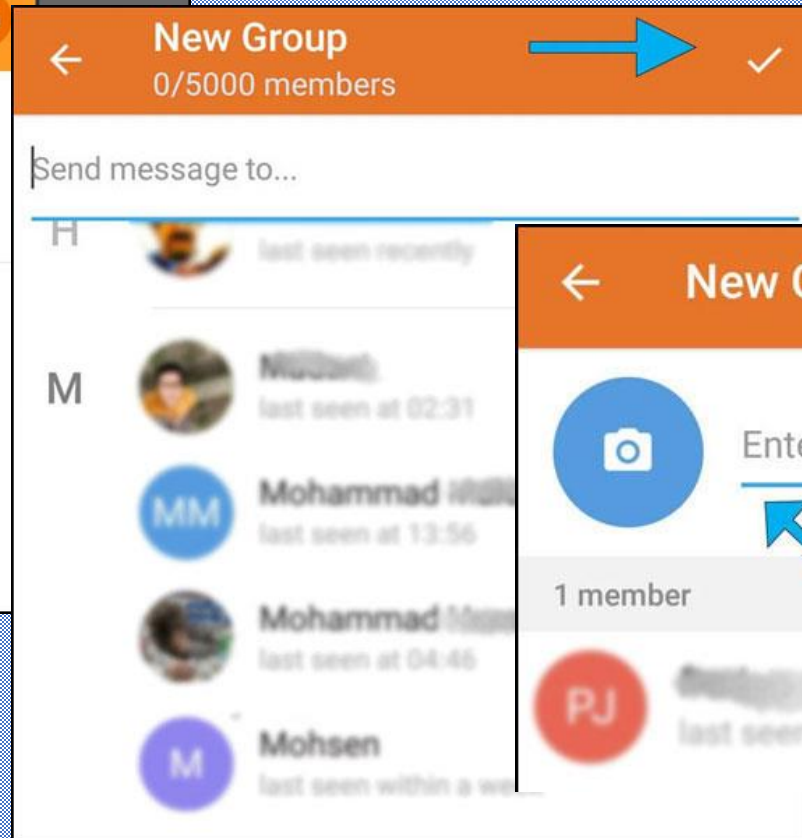 New Group
0/5000 members
Send message to...
H
last seen recently
M
last seen at 02:31
MM
Mohammad
last seen at 13:56
Mohammad
last seen at 04:46
M
Mohsen
last seen within a
New
Ente
1 member
PJ
last seen